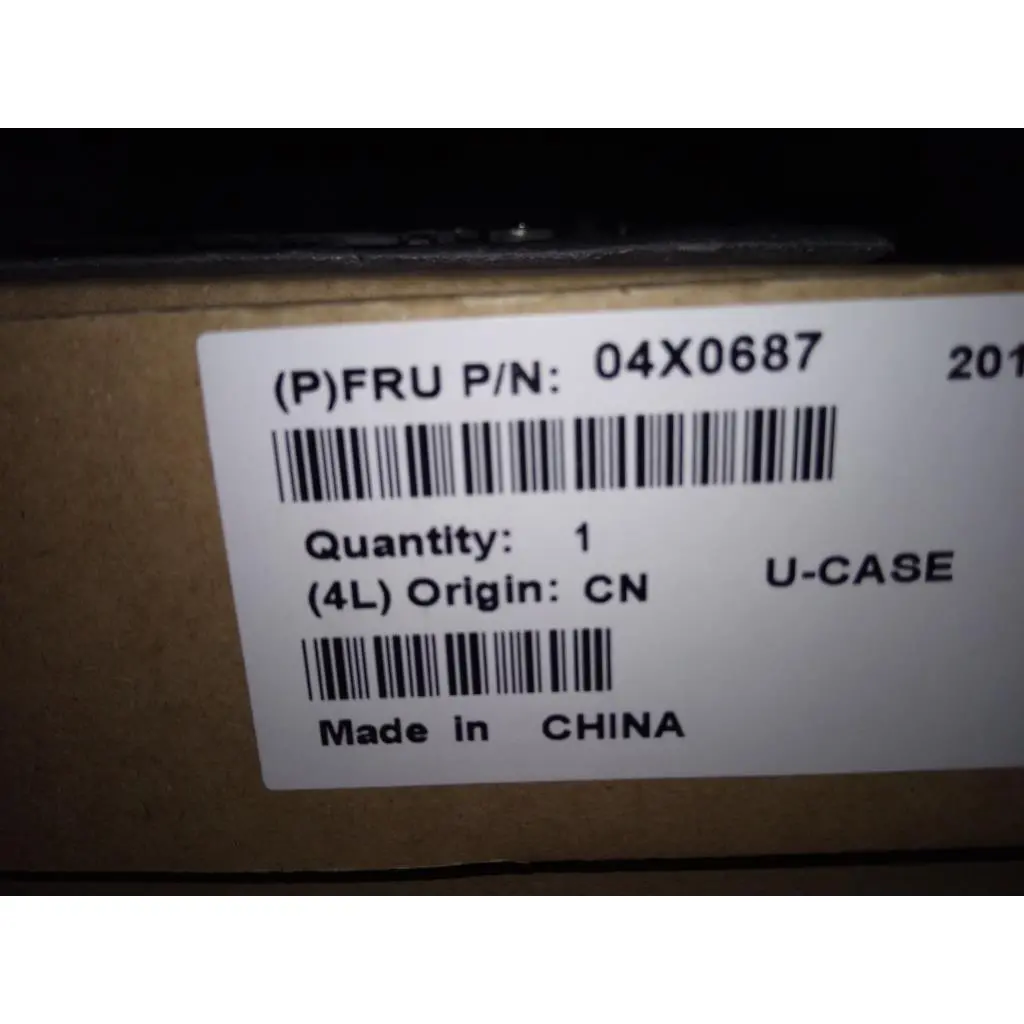 (P)FRU P/N: 04X0687 201
Quantity: 1
(4L) Origin: CN U-CASE
Made in CHINA